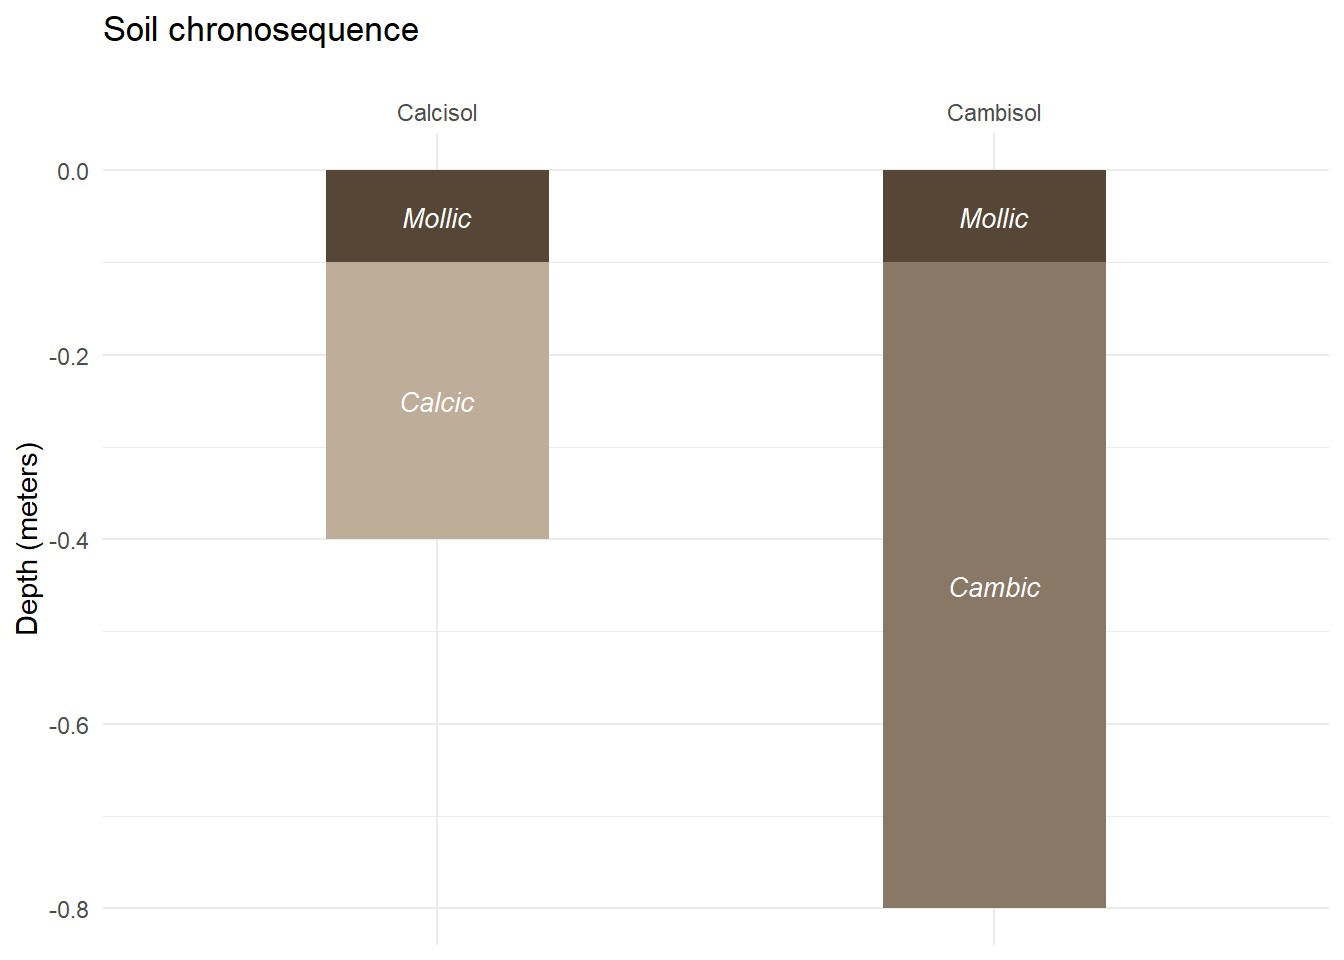 Soil chronosequence
Calcisol Cambisol
0.0
Mollic Mollic
-0.2
Calcic
Depth (meters)
-0.4
Cambic
-0.6
-0.8